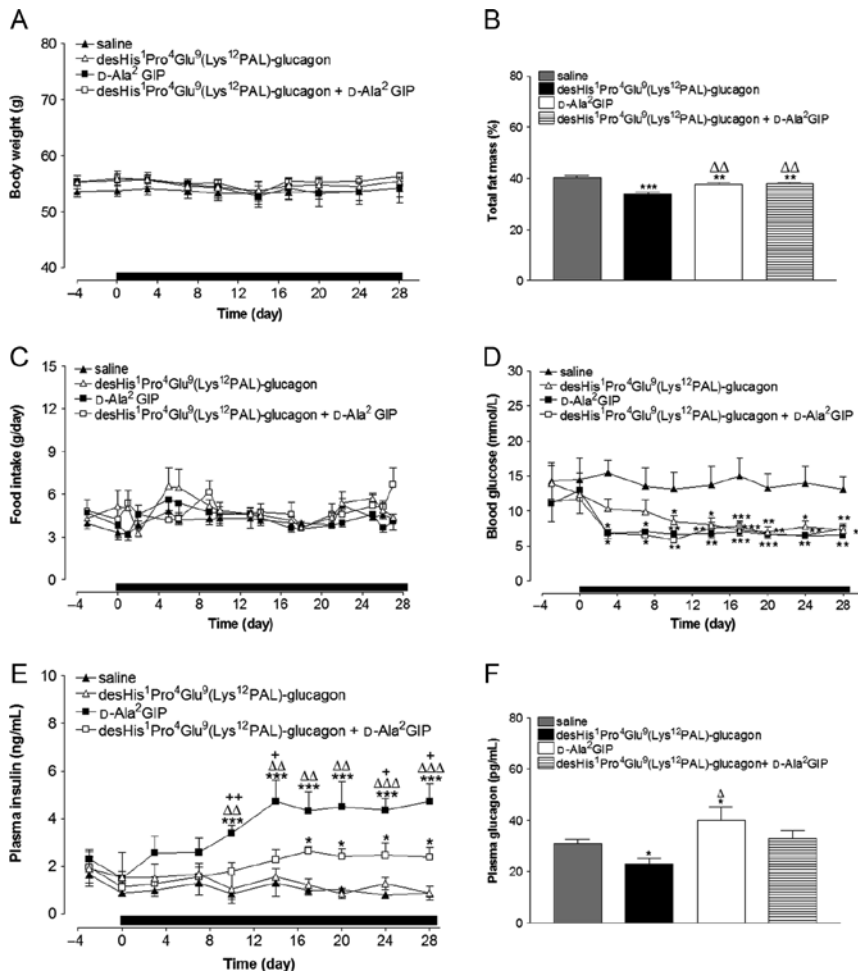 A
saline
desHis¹Pro⁴Glu⁹(Lys¹²PAL)-glucagon
D-Ala² GIP
desHis¹Pro⁴Glu⁹(Lys¹²PAL)-glucagon + D-Ala² GIP
Body weight (g)
80
70
60
50
40
–4 0 4 8 12 16 20 24 28
Time (day)
B
saline
desHis¹Pro⁴Glu⁹(Lys¹²PAL)-glucagon
D-Ala²GIP
desHis¹Pro⁴Glu⁹(Lys¹²PAL)-glucagon + D-Ala²GIP
Total fat mass (%)
80
60
40
20
0
ΔΔ ΔΔ
*** ** **
C
saline
desHis¹Pro⁴Glu⁹(Lys¹²PAL)-glucagon
D-Ala² GIP
desHis¹Pro⁴Glu⁹(Lys¹²PAL)-glucagon + D-Ala² GIP
Food intake (g/day)
15
12
9
6
3
0
–4 0 4 8 12 16 20 24 28
Time (day)
D
saline
desHis¹Pro⁴Glu⁹(Lys¹²PAL)-glucagon
D-Ala²GIP
desHis¹Pro⁴Glu⁹(Lys¹²PAL)-glucagon + D-Ala²GIP
Blood glucose (mmol/L)
30
25
20
15
10
5
0
–4 0 4 8 12 16 20 24 28
Time (day)
E
saline
desHis¹Pro⁴Glu⁹(Lys¹²PAL)-glucagon
D-Ala²GIP
desHis¹Pro⁴Glu⁹(Lys¹²PAL)-glucagon + D-Ala²GIP
Plasma insulin (ng/mL)
10
8
6
4
2
0
+ + +
++ ΔΔ ΔΔ ΔΔ ΔΔΔ ΔΔΔ
ΔΔ *** *** *** *** ***
***
* * * *
–4 0 4 8 12 16 20 24 28
Time (day)
F
saline
desHis¹Pro⁴Glu⁹(Lys¹²PAL)-glucagon
D-Ala²GIP
desHis¹Pro⁴Glu⁹(Lys¹²PAL)-glucagon+ D-Ala²GIP
Plasma glucagon (pg/mL)
80
60
40
20
0
Δ
* *